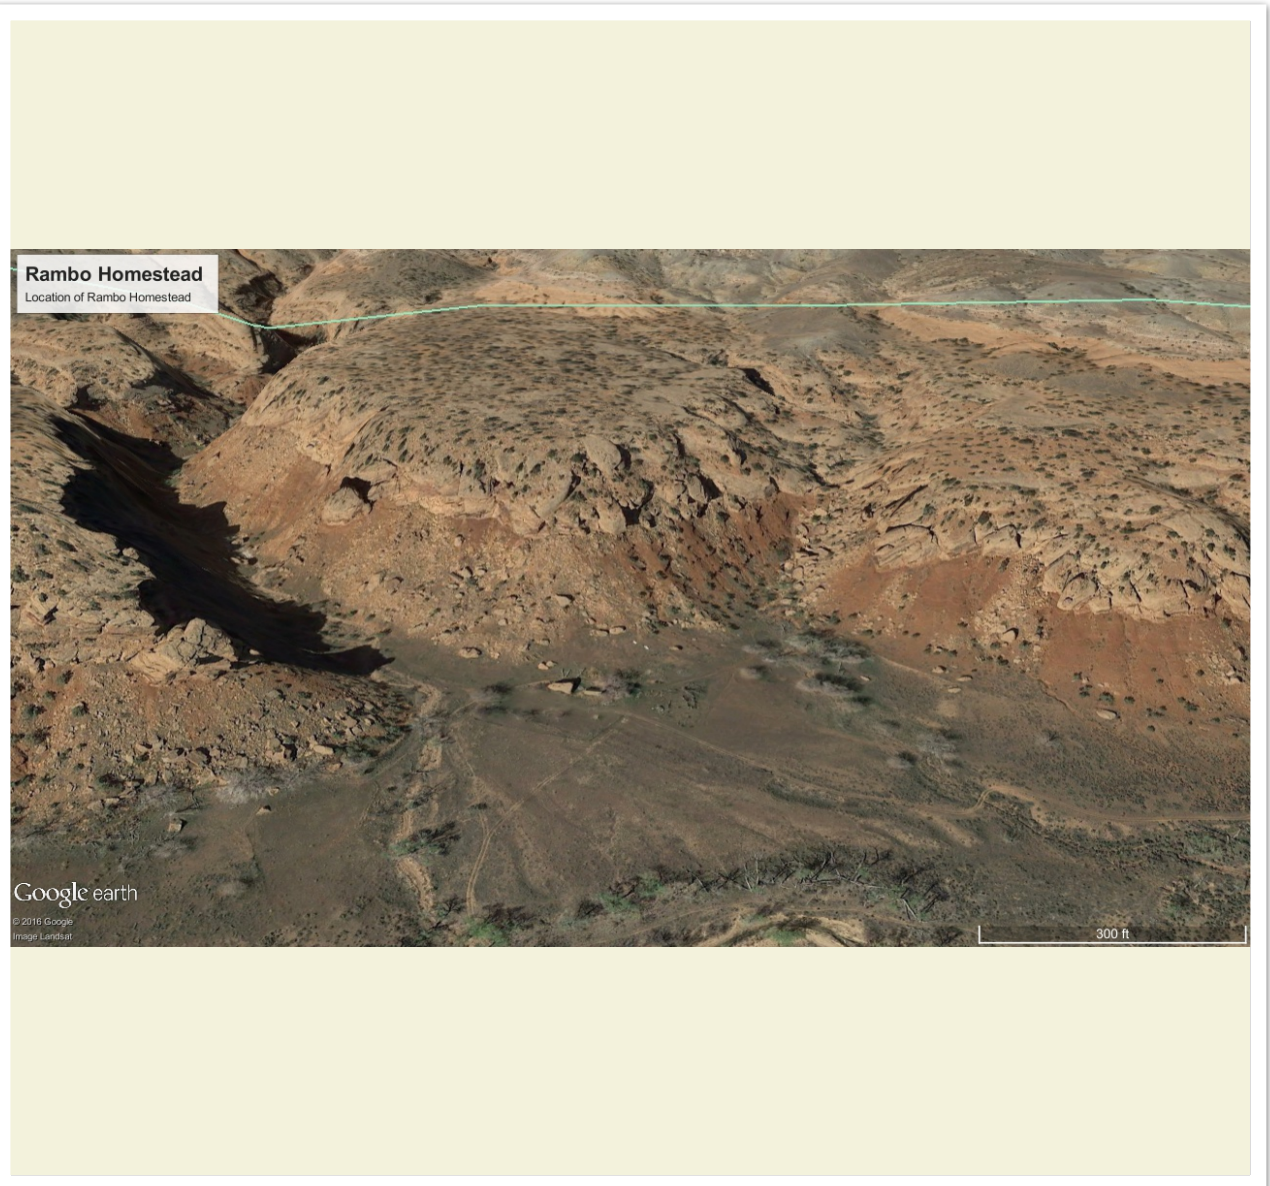 Rambo Homestead
Location of Rambo Homestead
Google earth
© 2016 Google
Image Landsat
300 ft